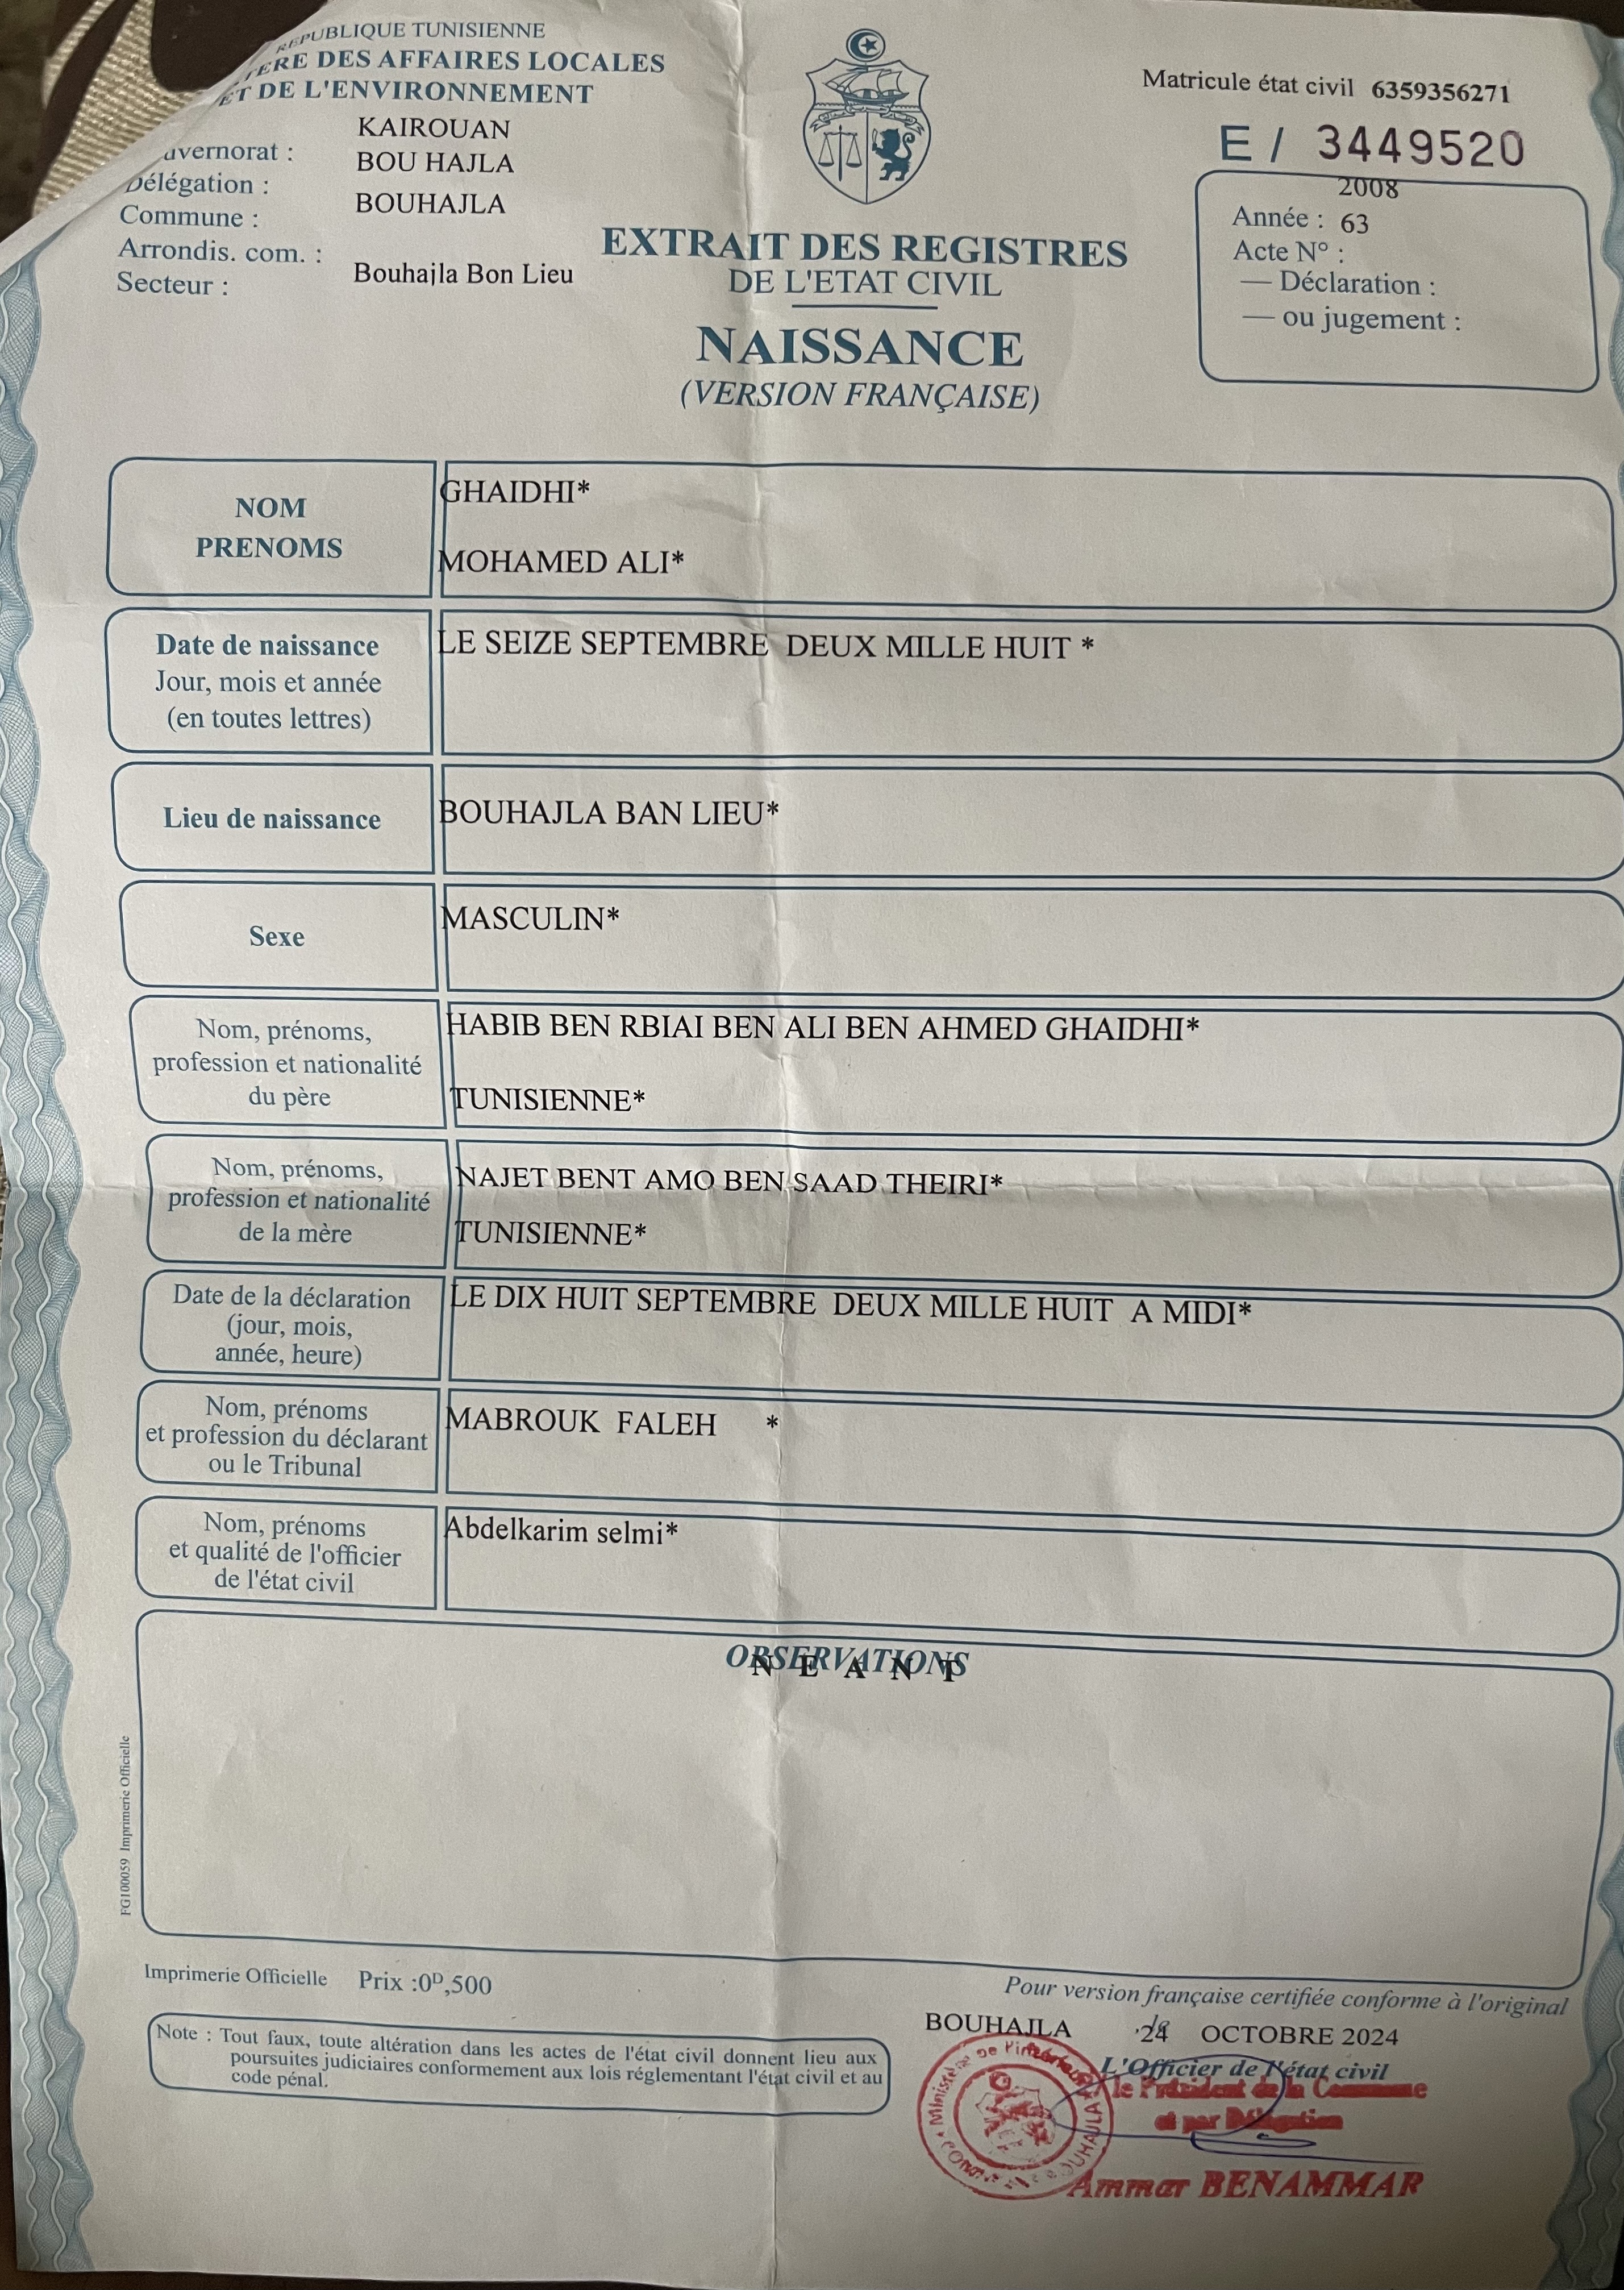 REPUBLIQUE TUNISIENNE
DES AFFAIRES LOCALES
ET DE L'ENVIRONNEMENT
KAIROUAN
BOU HAJLA
Délégation :
BOUHAJLA
Commune :
Arrondis. com. :
Secteur : Bouhajla Bon Lieu
EXTRAIT DES REGISTRES
DE L'ETAT CIVIL
NAISSANCE
(VERSION FRANÇAISE)
Matricule état civil 6359356271
E / 3449520
2008
Année : 63
Acte N° :
— Déclaration :
— ou jugement :
NOM
PRENOMS
GHAIDHI*
MOHAMED ALI*
Date de naissance
Jour, mois et année
(en toutes lettres)
LE SEIZE SEPTEMBRE DEUX MILLE HUIT *
Lieu de naissance
BOUHAJLA BAN LIEU*
Sexe
MASCULIN*
Nom, prénoms,
profession et nationalité
du père
HABIB BEN RBIAI BEN ALI BEN AHMED GHAIDHI*
TUNISIENNE*
Nom, prénoms,
profession et nationalité
de la mère
NAJET BENT AMO BEN SAAD THEIRI*
TUNISIENNE*
Date de la déclaration
(jour, mois,
année, heure)
LE DIX HUIT SEPTEMBRE DEUX MILLE HUIT A MIDI*
Nom, prénoms
et profession du déclarant
ou le Tribunal
MABROUK FALEH *
Nom, prénoms
et qualité de l'officier
de l'état civil
Abdelkarim selmi*
OBSERVATIONS
N E A N T
FG100059 Imprimerie Officielle
Imprimerie Officielle Prix :0ᴰ,500
Note : Tout faux, toute altération dans les actes de l'état civil donnent lieu aux
poursuites judiciaires conformement aux lois réglementant l'état civil et au
code pénal.
Pour version française certifiée conforme à l'original
BOUHAJLA 24 OCTOBRE 2024
L'Officier de l'état civil
le Président de la Commune
et par Délégation
Ammar BENAMMAR